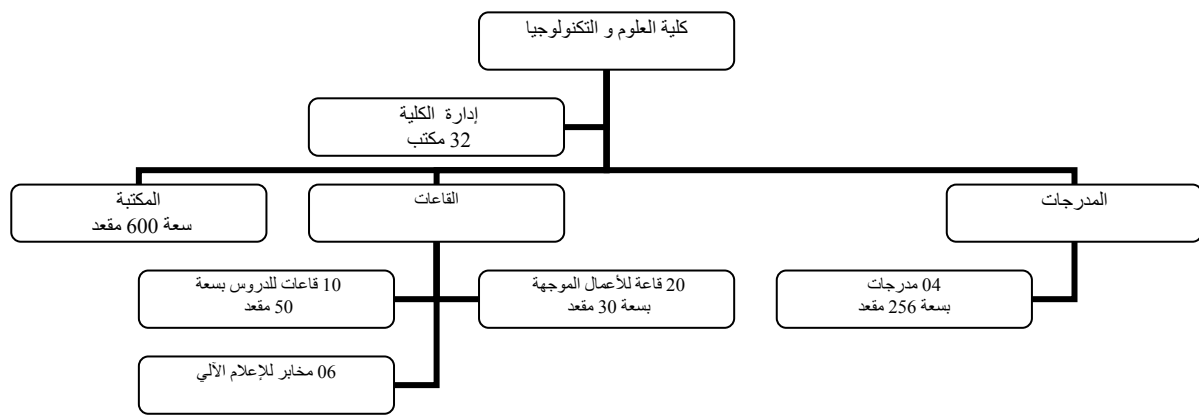 كلية العلوم و التكنولوجيا
إدارة الكلية
32 مكتب
المدرجات
القاعات
المكتبة
سعة 600 مقعد
04 مدرجات
بسعة 256 مقعد
20 قاعة للأعمال الموجهة
بسعة 30 مقعد
10 قاعات للدروس بسعة
50 مقعد
06 مخابر للإعلام الآلي